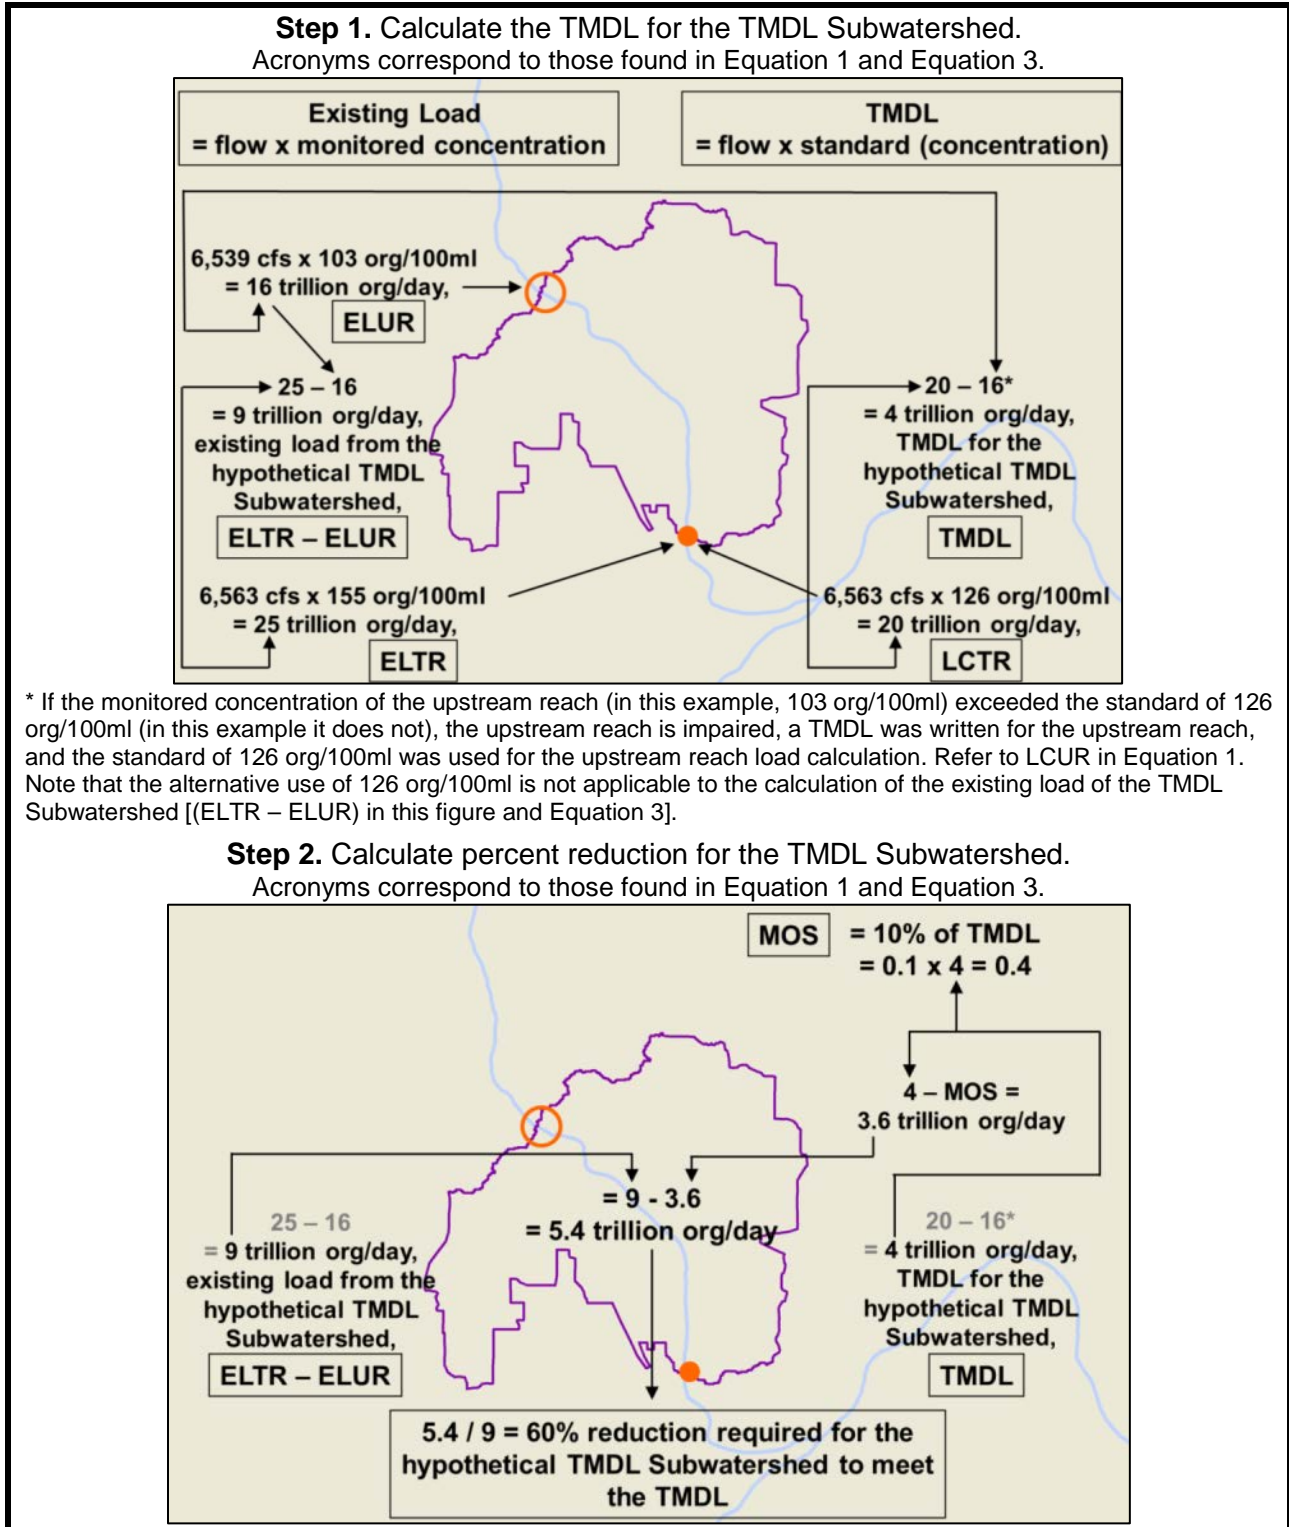 Step 1. Calculate the TMDL for the TMDL Subwatershed.
Acronyms correspond to those found in Equation 1 and Equation 3.
Existing Load
= flow x monitored concentration
TMDL
= flow x standard (concentration)
6,539 cfs x 103 org/100ml
= 16 trillion org/day,
ELUR
25 – 16
= 9 trillion org/day,
existing load from the
hypothetical TMDL
Subwatershed,
ELTR – ELUR
20 – 16*
= 4 trillion org/day,
TMDL for the
hypothetical TMDL
Subwatershed,
TMDL
6,563 cfs x 155 org/100ml
= 25 trillion org/day,
ELTR
6,563 cfs x 126 org/100ml
= 20 trillion org/day,
LCTR
* If the monitored concentration of the upstream reach (in this example, 103 org/100ml) exceeded the standard of 126
org/100ml (in this example it does not), the upstream reach is impaired, a TMDL was written for the upstream reach,
and the standard of 126 org/100ml was used for the upstream reach load calculation. Refer to LCUR in Equation 1.
Note that the alternative use of 126 org/100ml is not applicable to the calculation of the existing load of the TMDL
Subwatershed [(ELTR – ELUR) in this figure and Equation 3].
Step 2. Calculate percent reduction for the TMDL Subwatershed.
Acronyms correspond to those found in Equation 1 and Equation 3.
MOS = 10% of TMDL
= 0.1 x 4 = 0.4
4 – MOS =
3.6 trillion org/day
= 9 - 3.6
= 5.4 trillion org/day
25 – 16
= 9 trillion org/day,
existing load from the
hypothetical TMDL
Subwatershed,
ELTR – ELUR
20 – 16*
= 4 trillion org/day,
TMDL for the
hypothetical TMDL
Subwatershed,
TMDL
5.4 / 9 = 60% reduction required for the
hypothetical TMDL Subwatershed to meet
the TMDL